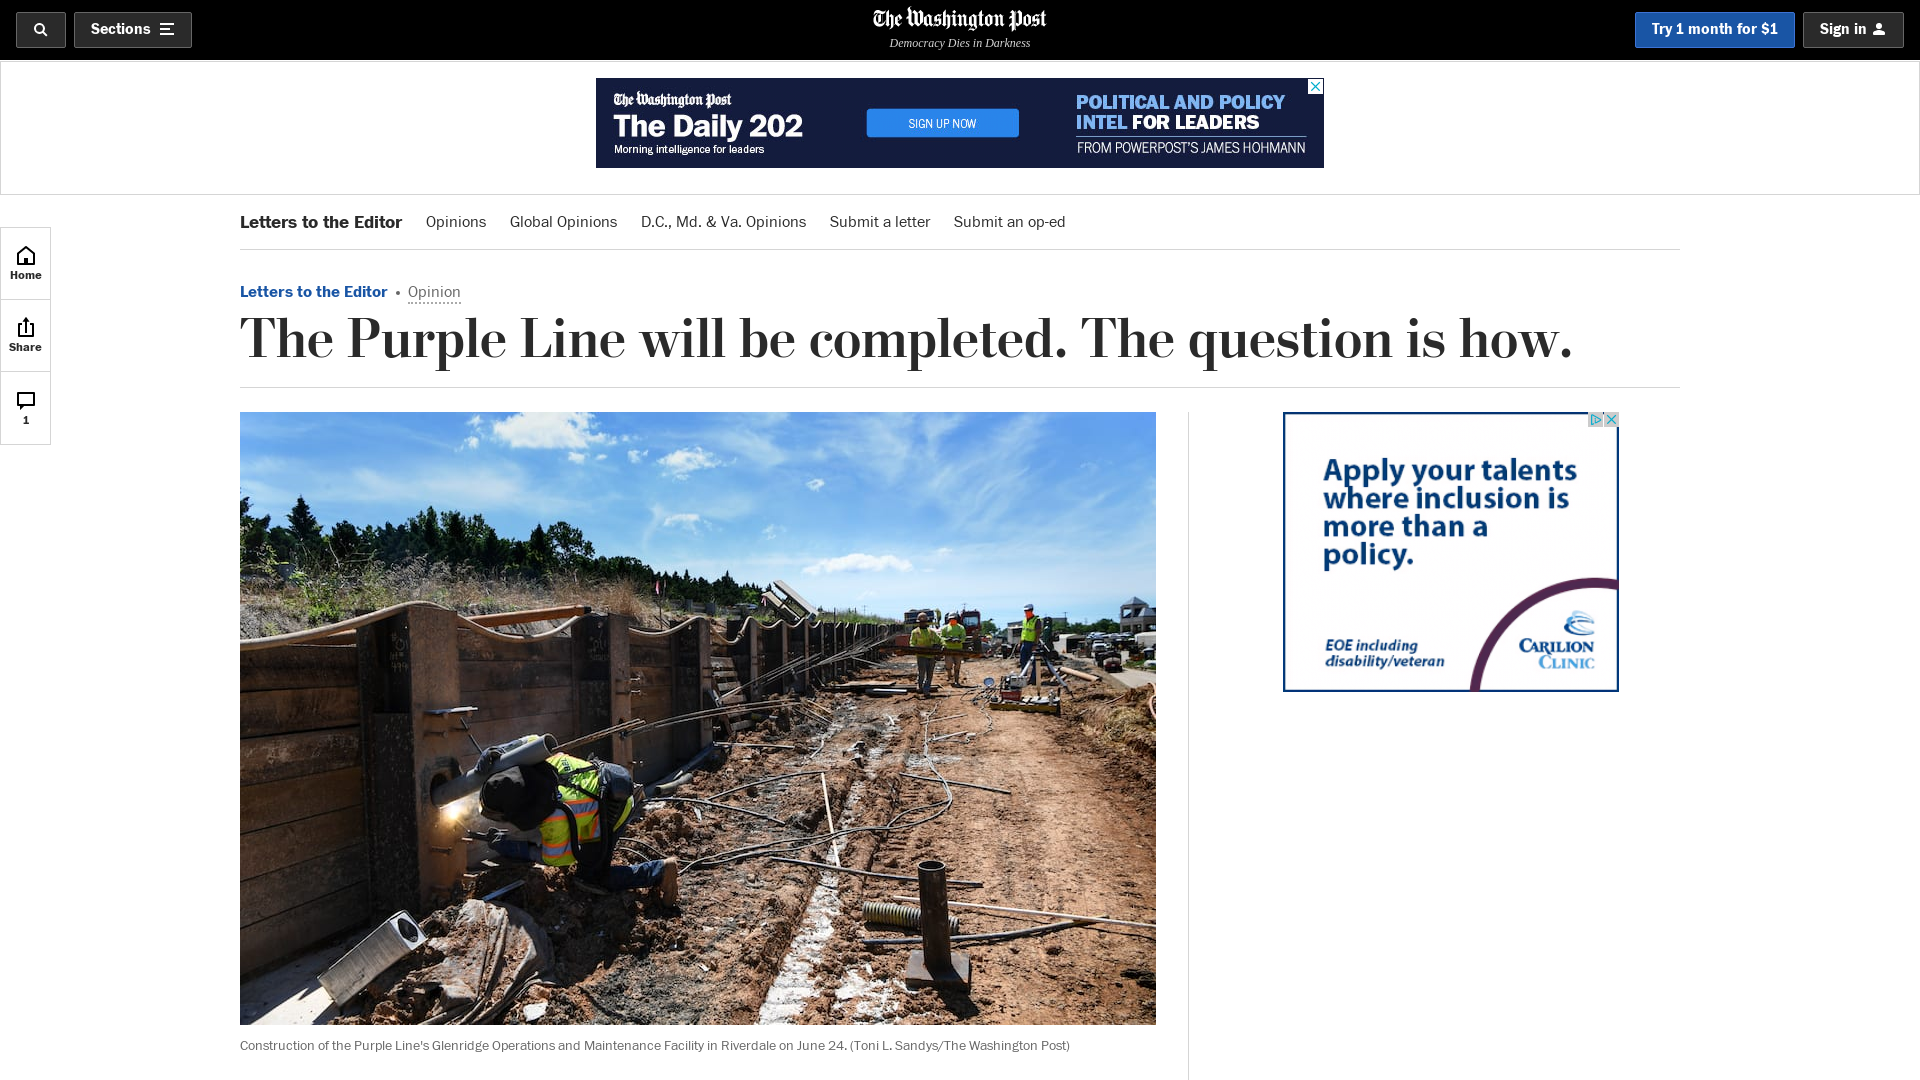 Sections
The Washington Post
Democracy Dies in Darkness
Try 1 month for $1
Sign in
The Washington Post
The Daily 202
Morning intelligence for leaders
SIGN UP NOW
POLITICAL AND POLICY
INTEL FOR LEADERS
FROM POWERPOST'S JAMES HOHMANN
Letters to the Editor
Opinions
Global Opinions
D.C., Md. & Va. Opinions
Submit a letter
Submit an op-ed
Home
Share
1
Letters to the Editor • Opinion
The Purple Line will be completed. The question is how.
Apply your talents
where inclusion is
more than a
policy.
EOE including
disability/veteran
CARILION
CLINIC
Construction of the Purple Line's Glenridge Operations and Maintenance Facility in Riverdale on June 24. (Toni L. Sandys/The Washington Post)